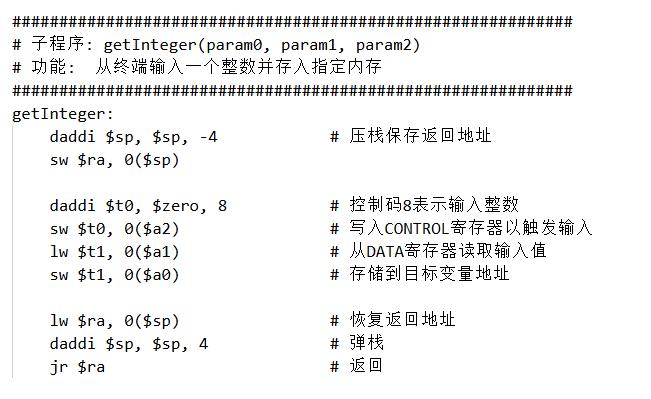 ############################################################
# 子程序: getInteger(param0, param1, param2)
# 功能:  从终端输入一个整数并存入指定内存
############################################################
getInteger:
    daddi $sp, $sp, -4            # 压栈保存返回地址
    sw $ra, 0($sp)

    daddi $t0, $zero, 8           # 控制码8表示输入整数
    sw $t0, 0($a2)                # 写入CONTROL寄存器以触发输入
    lw $t1, 0($a1)                # 从DATA寄存器读取输入值
    sw $t1, 0($a0)                # 存储到目标变量地址

    lw $ra, 0($sp)                # 恢复返回地址
    daddi $sp, $sp, 4             # 弹栈
    jr $ra                        # 返回